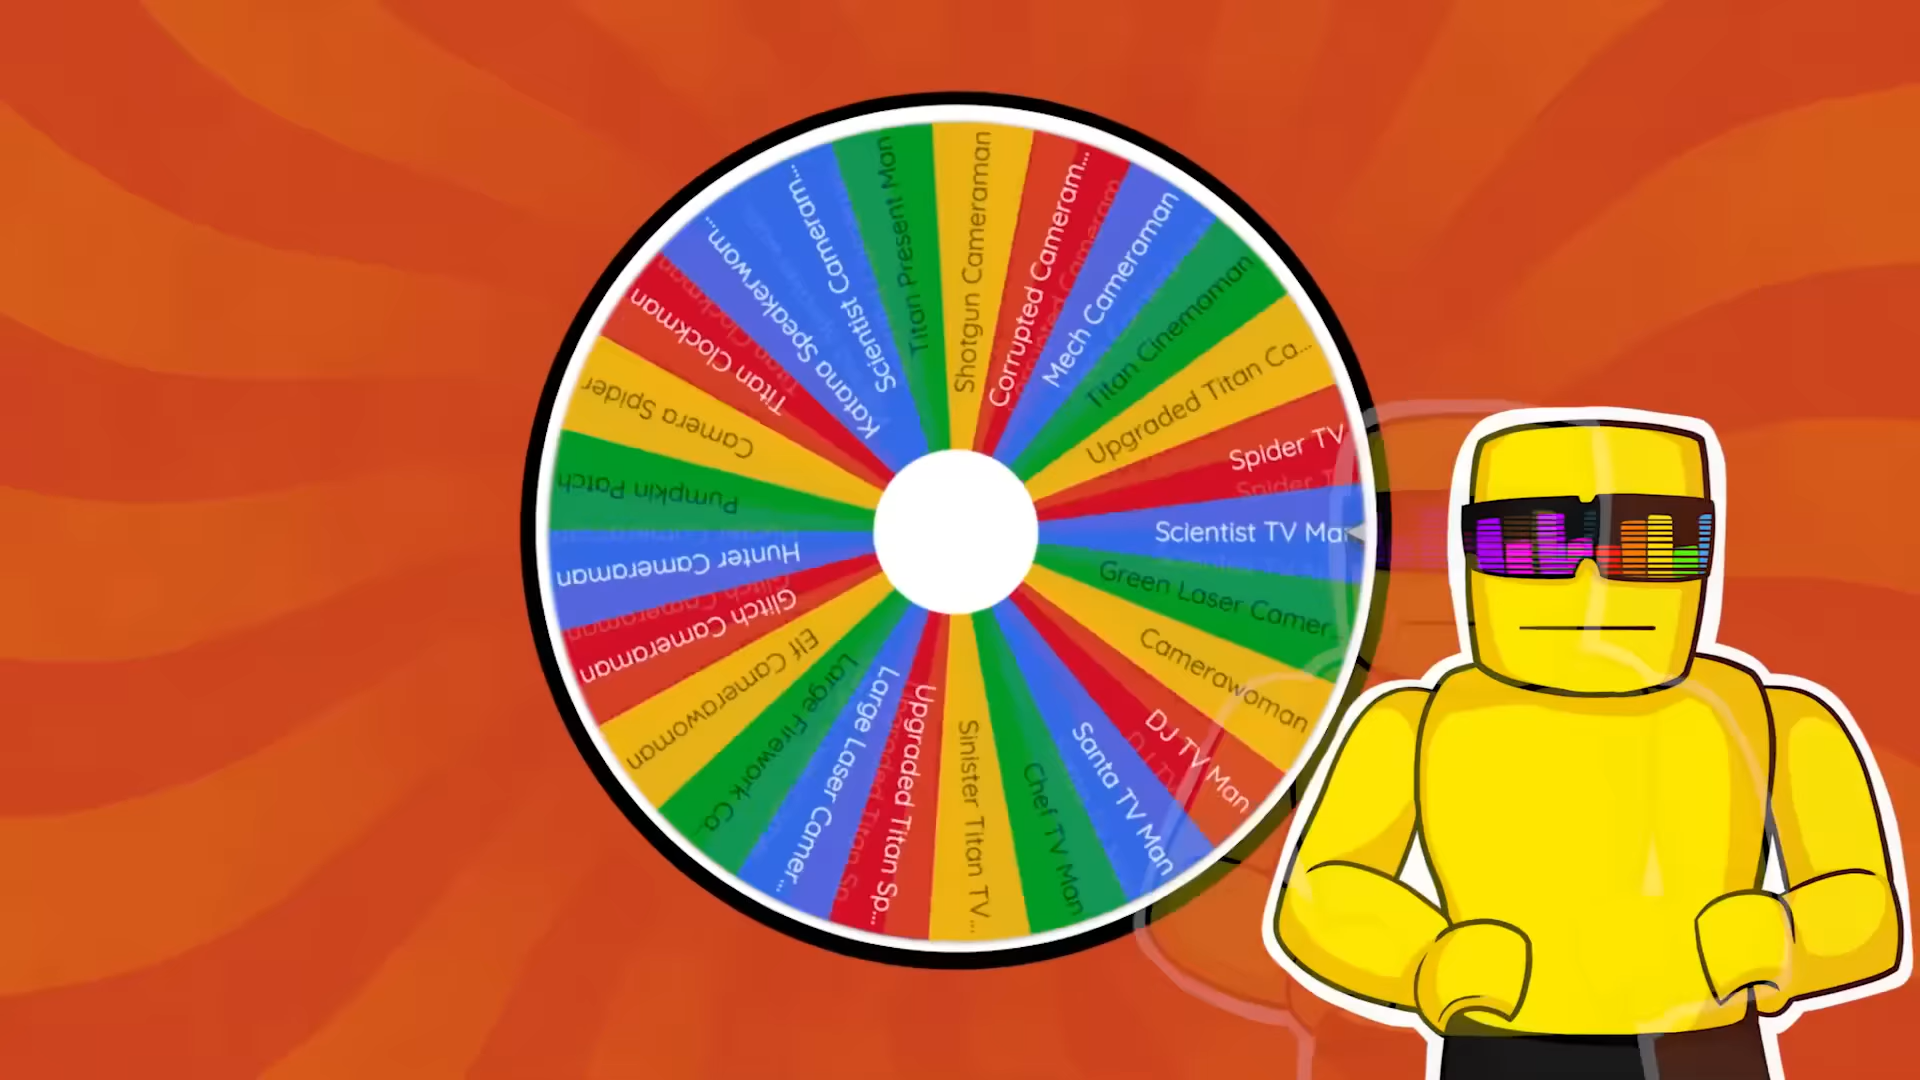 Shotgun Cameraman
Corrupted Cameram...
Mech Cameraman
Titan Cinemaman
Upgraded Titan Ca...
Spider TV
Scientist TV Man
Green Laser Camer...
Camerawoman
DJ TV Man
Santa TV Man
Chef TV Man
Sinister Titan TV...
Upgraded Titan Sp...
Large Laser Camer...
Large Firework Ca...
Elf Camerawoman
Glitch Cameraman
Hunter Cameraman
Pumpkin Patch
Camera Spider
Titan Clockman
Katana Speakerwom...
Scientist Cameram...
Titan Present Man